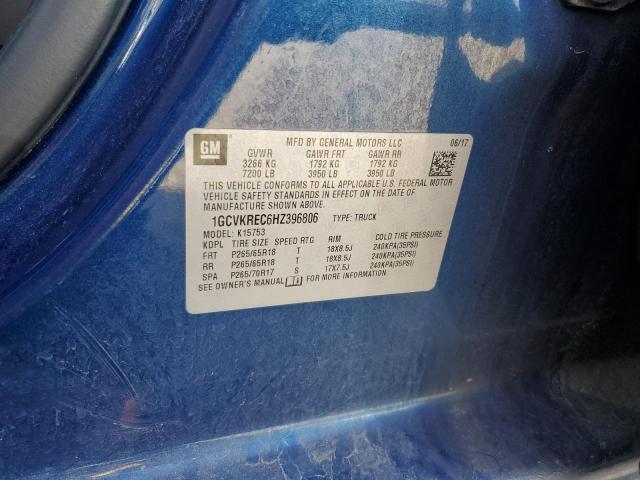 GM MFD BY GENERAL MOTORS LLC 06/17
GVWR GAWR FRT GAWR RR
3266 KG 1792 KG 1792 KG
7200 LB 3950 LB 3950 LB
THIS VEHICLE CONFORMS TO ALL APPLICABLE U.S. FEDERAL MOTOR
VEHICLE SAFETY STANDARDS IN EFFECT ON THE DATE OF
MANUFACTURE SHOWN ABOVE.
1GCVKREC6HZ396806 TYPE: TRUCK
MODEL: K15753
KDPL TIRE SIZE SPEED RTG RIM COLD TIRE PRESSURE
FRT P265/65R18 T 18X8.5J 240KPA(35PSI)
RR P265/65R18 T 18X8.5J 240KPA(35PSI)
SPA P265/70R17 S 17X7.5J 240KPA(35PSI)
SEE OWNER'S MANUAL FOR MORE INFORMATION.